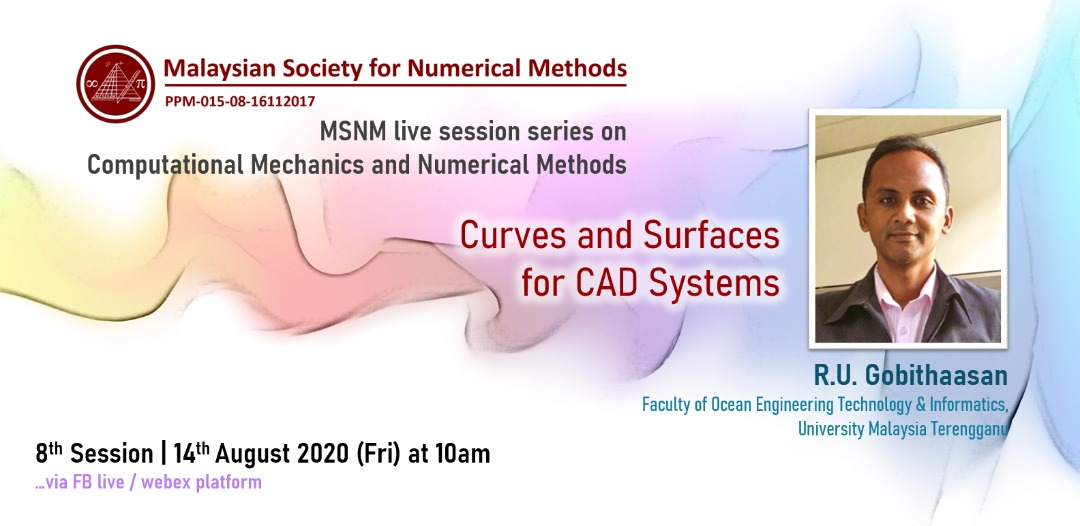 ∞ π
Malaysian Society for Numerical Methods
PPM-015-08-16112017
MSNM live session series on
Computational Mechanics and Numerical Methods
Curves and Surfaces
for CAD Systems
R.U. Gobithaasan
Faculty of Ocean Engineering Technology & Informatics,
University Malaysia Terengganu
8th Session | 14th August 2020 (Fri) at 10am
...via FB live / webex platform